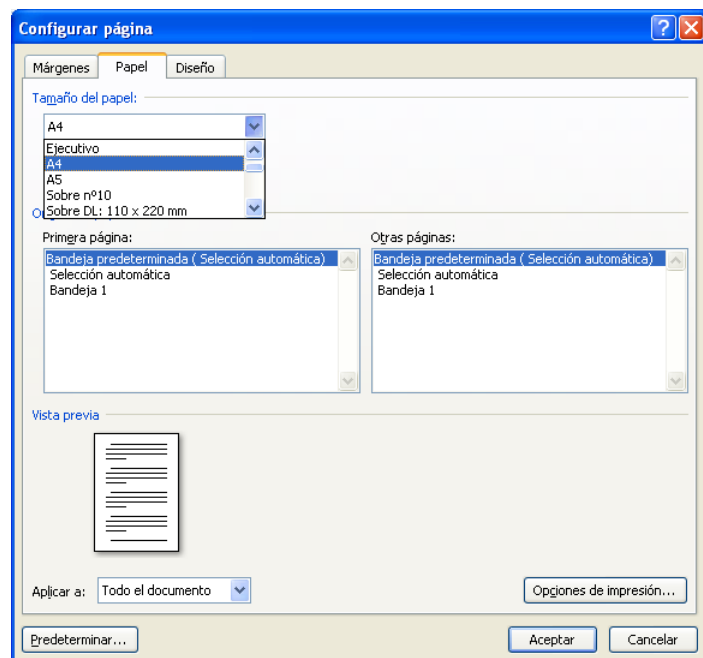 Configurar página
Márgenes Papel Diseño
Tamaño del papel:
A4
Ejecutivo
A4
A5
Sobre nº10
Sobre DL: 110 x 220 mm
Primera página:
Otras páginas:
Bandeja predeterminada ( Selección automática)
Selección automática
Bandeja 1
Bandeja predeterminada ( Selección automática)
Selección automática
Bandeja 1
Vista previa
Aplicar a: Todo el documento
Opciones de impresión...
Predeterminar...
Aceptar
Cancelar